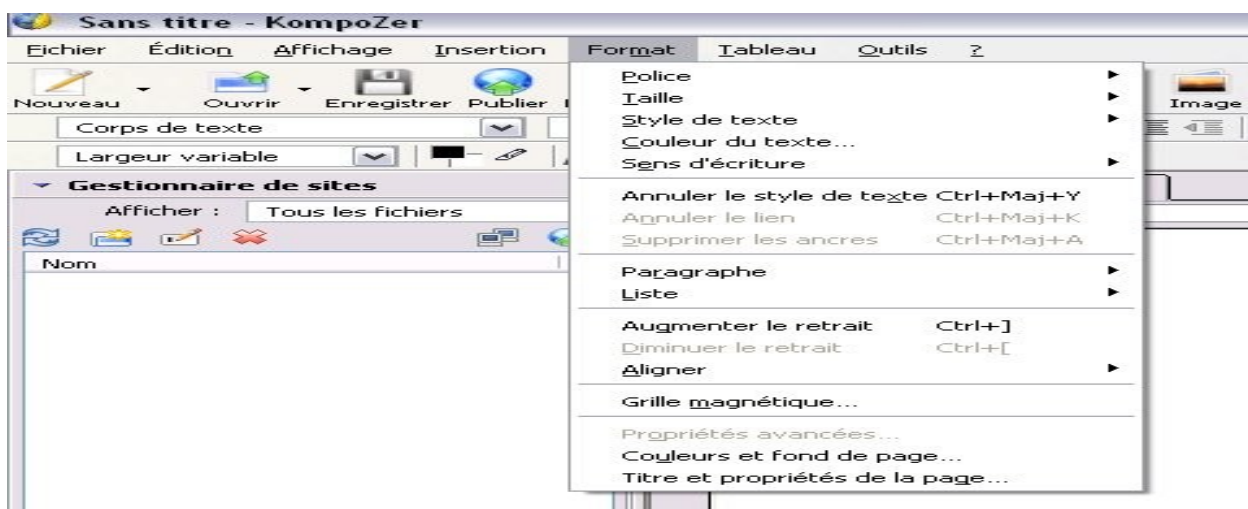 Sans titre - KompoZer
Fichier Édition Affichage Insertion Format Tableau Outils ?
Nouveau Ouvrir Enregistrer Publier
Image
Corps de texte
Largeur variable
Gestionnaire de sites
Afficher : Tous les fichiers
Nom
Police
Taille
Style de texte
Couleur du texte...
Sens d'écriture
Annuler le style de texte Ctrl+Maj+Y
Annuler le lien Ctrl+Maj+K
Supprimer les ancres Ctrl+Maj+A
Paragraphe
Liste
Augmenter le retrait Ctrl+]
Diminuer le retrait Ctrl+[
Aligner
Grille magnétique...
Propriétés avancées...
Couleurs et fond de page...
Titre et propriétés de la page...